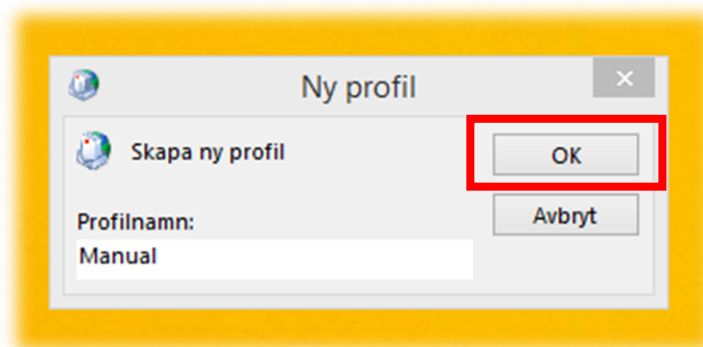 Ny profil
Skapa ny profil
OK
Avbryt
Profilnamn:
Manual